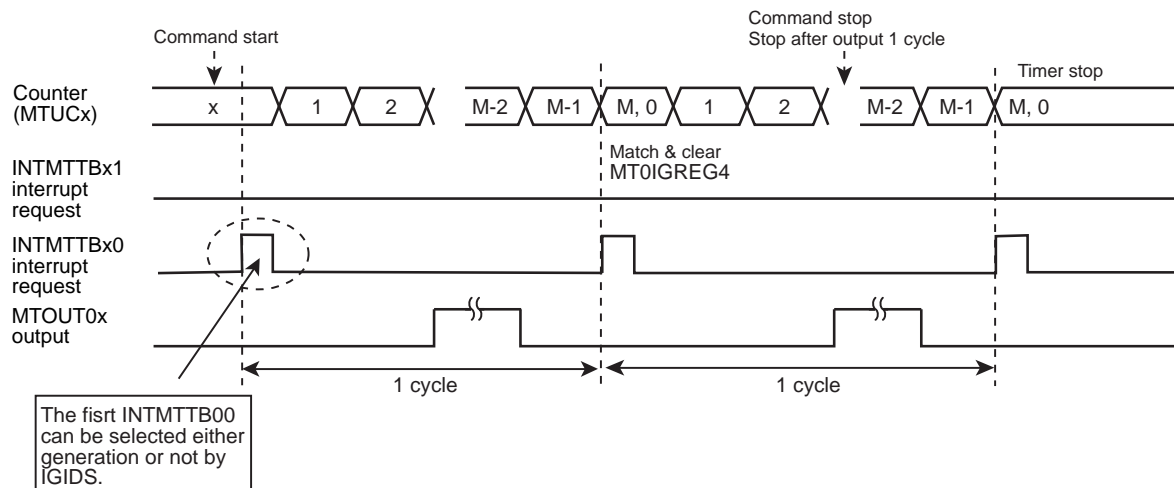 Command start
Command stop
Stop after output 1 cycle
Timer stop
Counter
(MTUCx)
x 1 2 M-2 M-1 M, 0 1 2 M-2 M-1 M, 0
Match & clear
MT0IGREG4
INTMTTBx1
interrupt
request
INTMTTBx0
interrupt
request
MTOUT0x
output
1 cycle 1 cycle
The fisrt INTMTTB00
can be selected either
generation or not by
IGIDS.